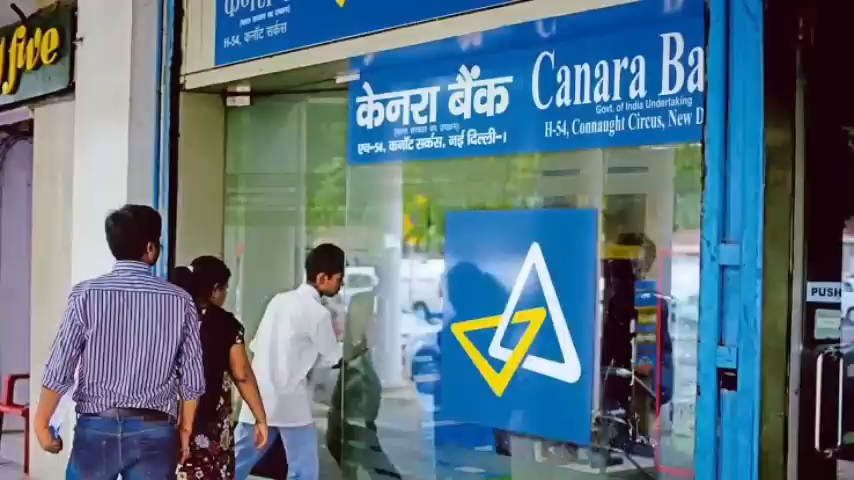 five
H-54, कनॉट सर्कस
केनरा बैंक
एच-54, कनॉट सर्कस, नई दिल्ली-1
Canara Ba
Govt. of India Undertaking
H-54, Connaught Circus, New D
PUSH